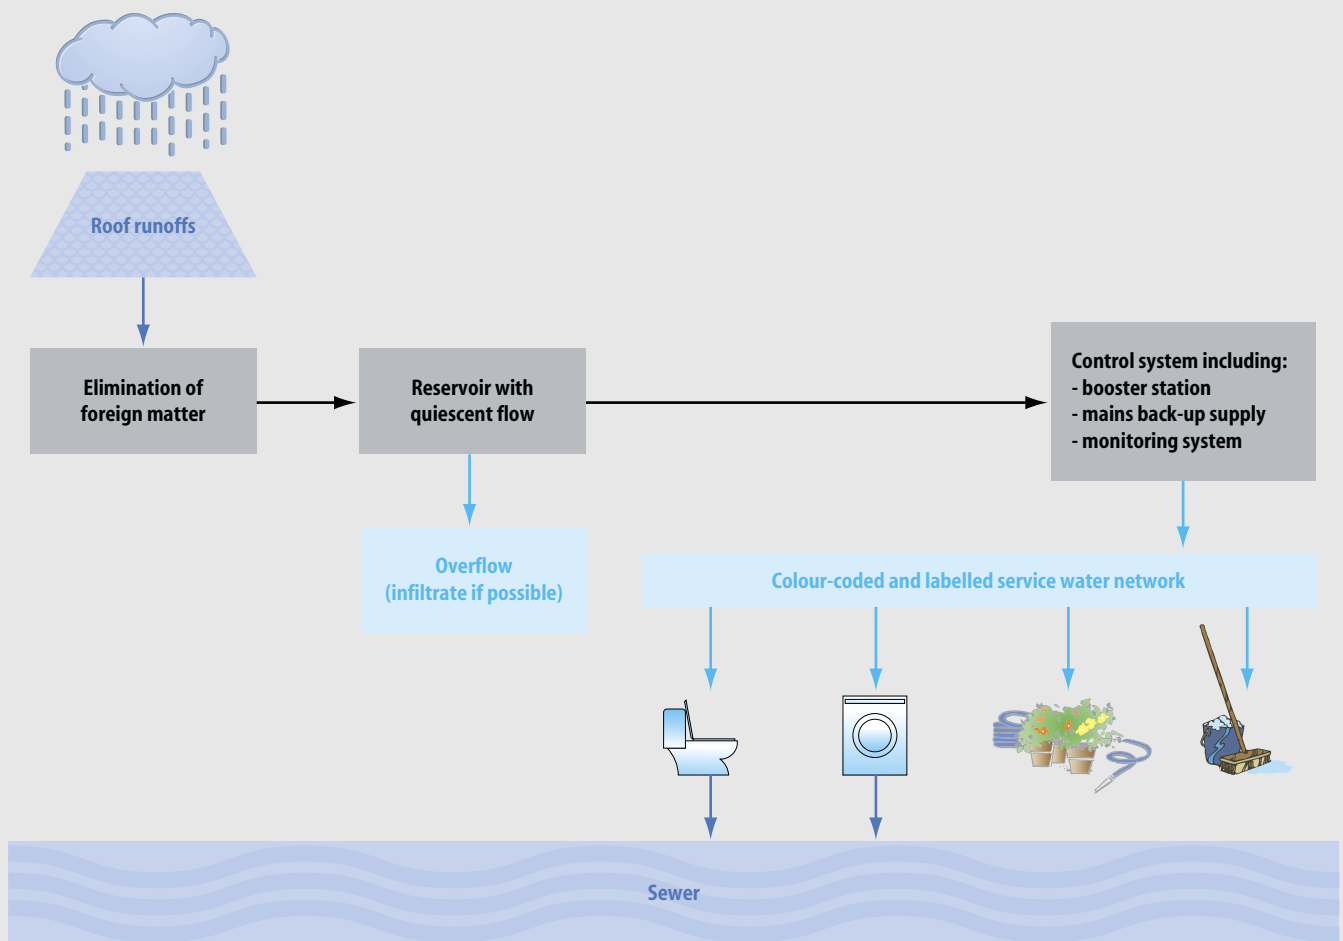 Roof runoffs
Elimination of
foreign matter
Reservoir with
quiescent flow
Control system including:
- booster station
- mains back-up supply
- monitoring system
Overflow
(infiltrate if possible)
Colour-coded and labelled service water network
Sewer